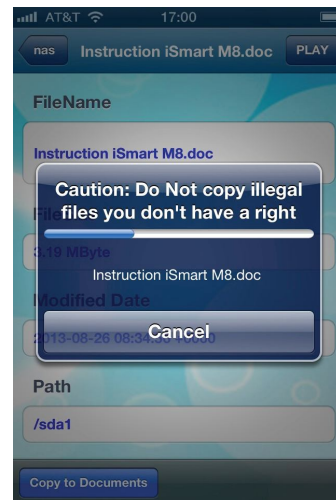 AT&T 17:00
nas Instruction iSmart M8.doc PLAY
FileName
Instruction iSmart M8.doc
Caution: Do Not copy illegal
files you don't have a right
3.19 MByte
Instruction iSmart M8.doc
Modified Date
Cancel
2013-08-26 08:34:56 +0000
Path
/sda1
Copy to Documents